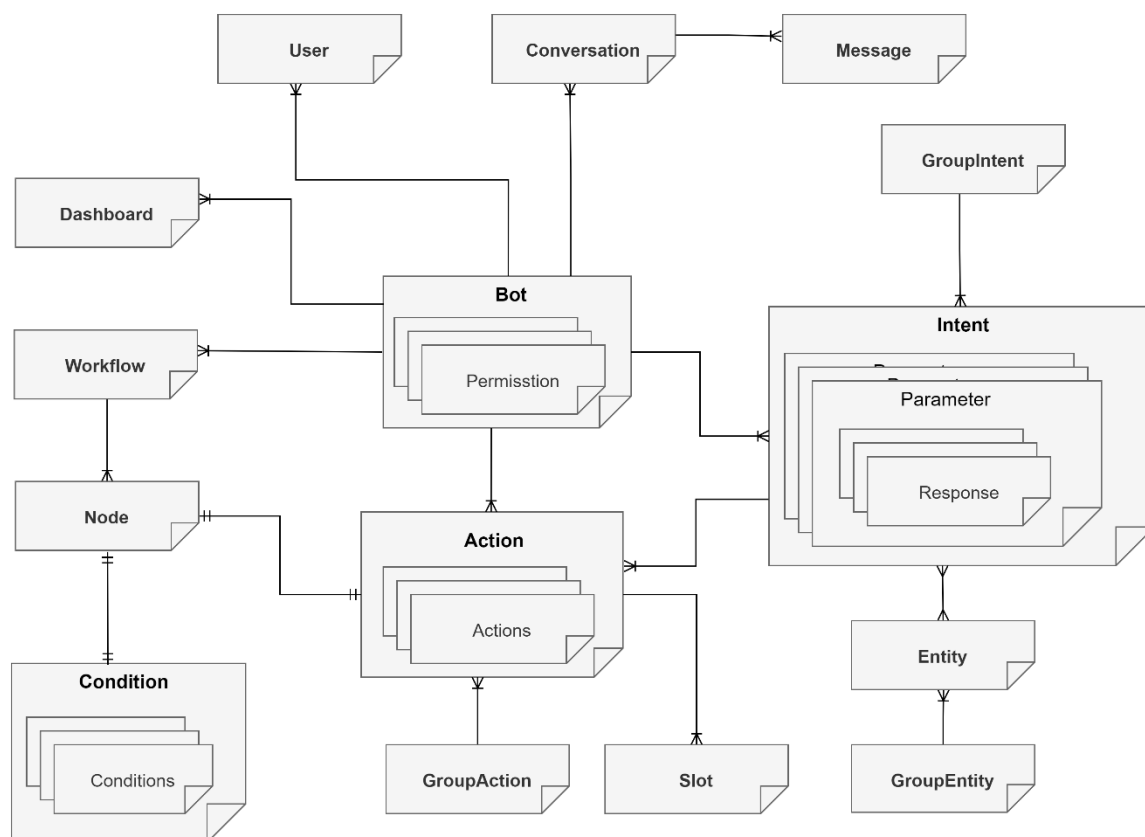 User
Conversation
Message
GroupIntent
Dashboard
Bot
Permisstion
Intent
Parameter
Response
Workflow
Node
Action
Actions
Condition
Conditions
Entity
GroupAction
Slot
GroupEntity